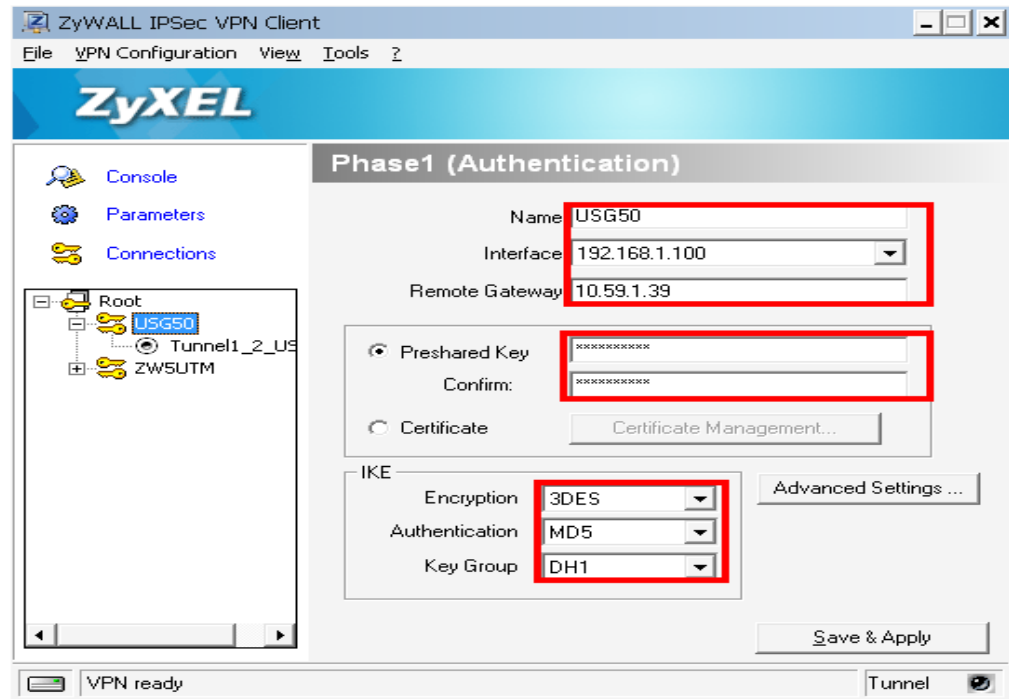 ZyWALL IPSec VPN Client
File VPN Configuration View Tools ?
ZyXEL
Console
Parameters
Connections
Root
USG50
Tunnel1_2_US
ZW5UTM
Phase1 (Authentication)
Name USG50
Interface 192.168.1.100
Remote Gateway 10.59.1.39
Preshared Key **********
Confirm: **********
Certificate Certificate Management...
IKE
Encryption 3DES
Authentication MD5
Key Group DH1
Advanced Settings ...
Save & Apply
VPN ready Tunnel